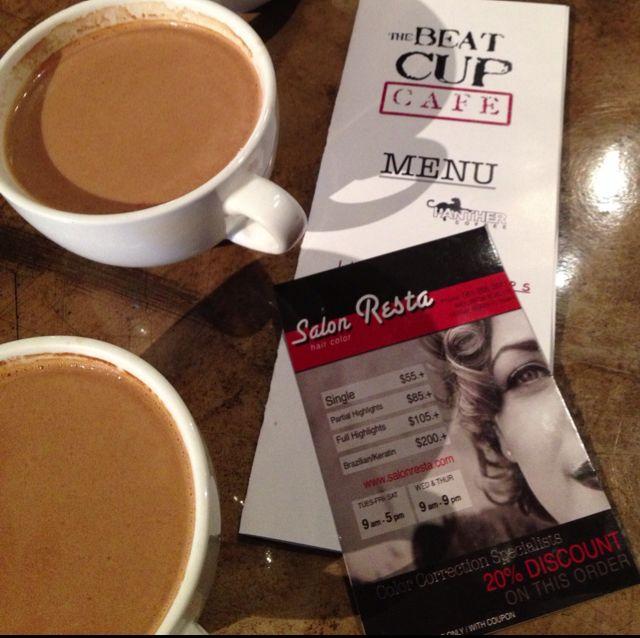 THE BEAT
CUP
CAFE
MENU
PANTHER
COFFEE
Salon Resta
hair color
Single $55.+
Partial Highlights $85.+
Full Highlights $105.+
Brazilian/Keratin $200.+
www.salonresta.com
TUES-FRI-SAT
9 am - 5 pm
WED & THUR
9 am - 9 pm
Color Correction Specialists
20% DISCOUNT
ON THIS ORDER
ONLY / WITH COUPON